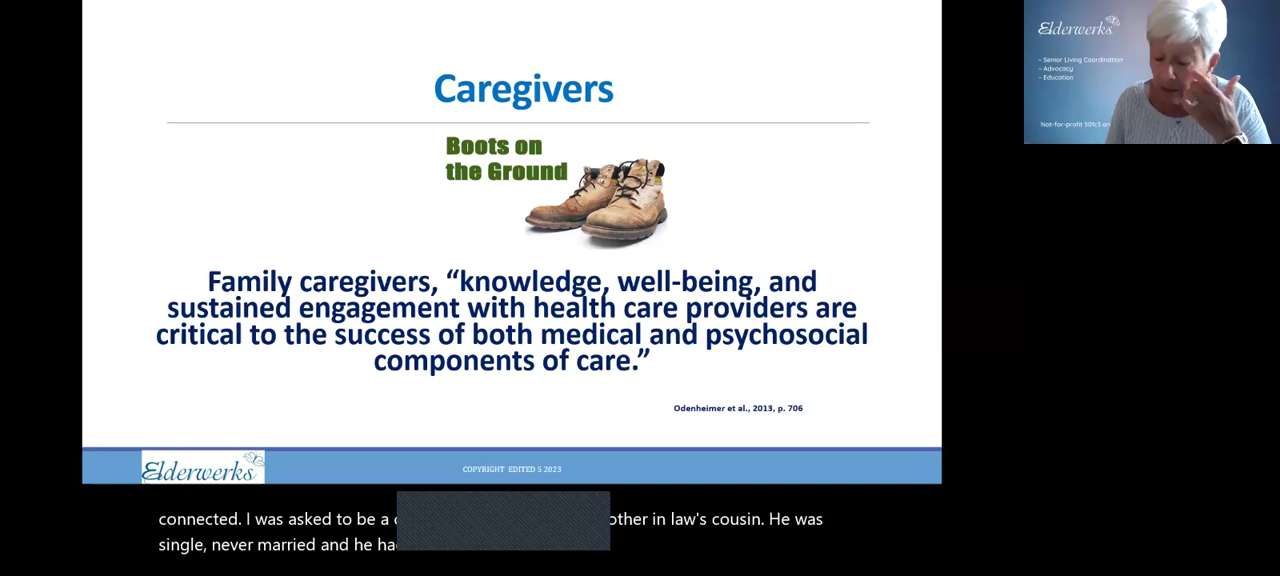 Caregivers
Boots on
the Ground
Family caregivers, “knowledge, well-being, and
sustained engagement with health care providers are
critical to the success of both medical and psychosocial
components of care.”
Odenheimer et al., 2013, p. 706
Elderwerks
COPYRIGHT EDITED 5 2023
Elderwerks
– Senior Living Coordination
– Advocacy
– Education
Not-for-profit 501c3
connected. I was asked to be a in law's cousin. He was
single, never married and he